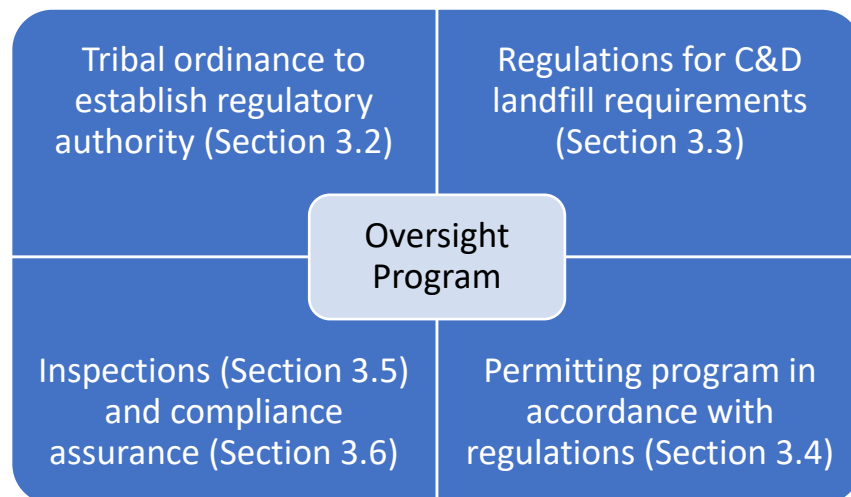 Tribal ordinance to
establish regulatory
authority (Section 3.2)
Regulations for C&D
landfill requirements
(Section 3.3)
Oversight
Program
Inspections (Section 3.5)
and compliance
assurance (Section 3.6)
Permitting program in
accordance with
regulations (Section 3.4)